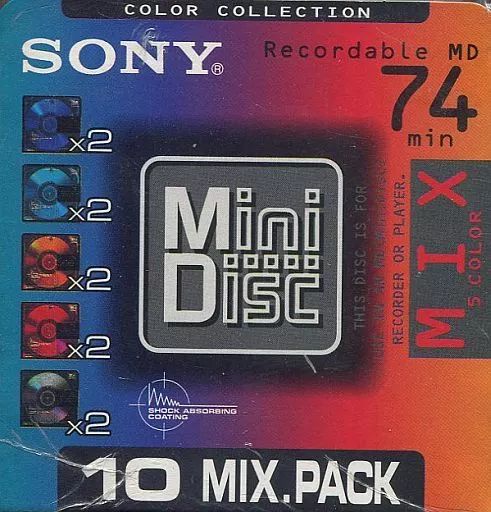 COLOR COLLECTION
SONY®
Recordable MD
74
min
x2
x2
x2
x2
x2
Mini
Disc
THIS DISC IS FOR
RECORDER OR PLAYER.
MIX
5 COLOR
SHOCK ABSORBING
COATING
10 MIX.PACK